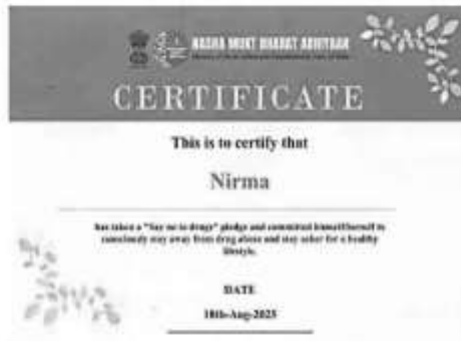 NASHA MUKT BHARAT ABHIYAAN
CERTIFICATE
This is to certify that
Nirma
has taken a "Say no to drugs" pledge and committed himself/herself to
consciously stay away from drug abuse and stay sober for a healthy
lifestyle.
DATE
18th-Aug-2025